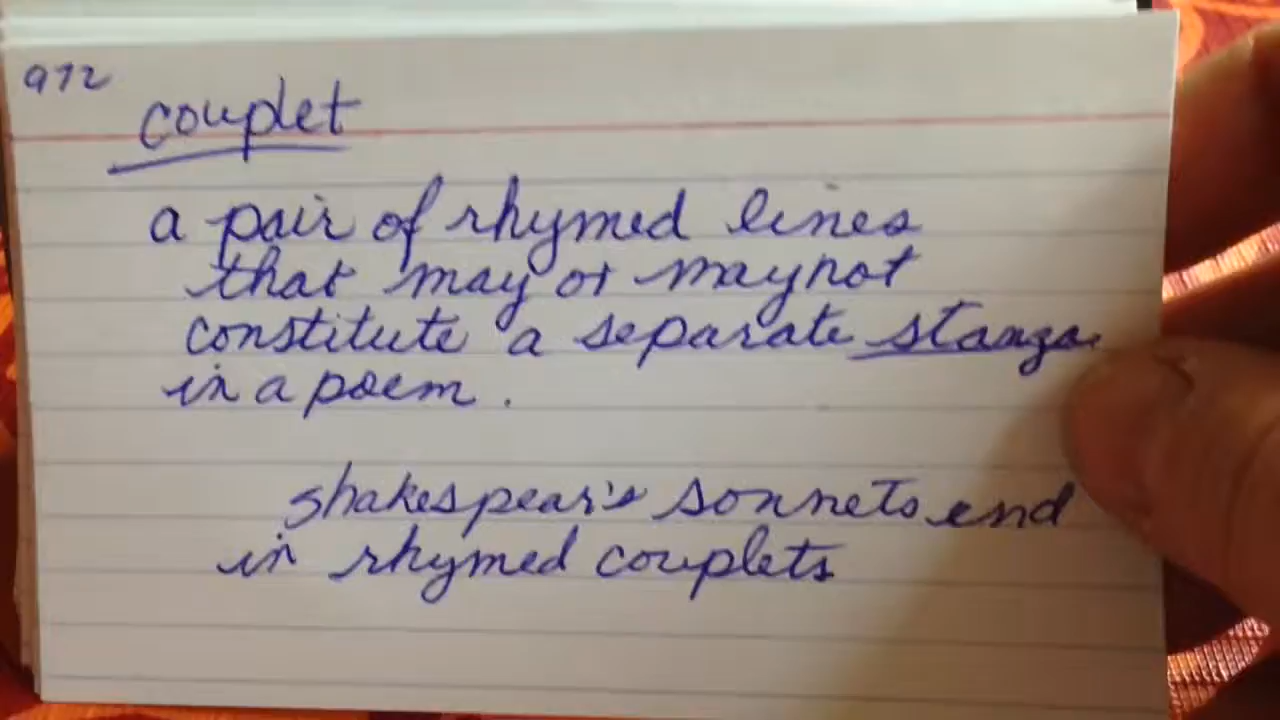 972
couplet
a pair of rhymed lines
that may or may not
constitute a separate stanza
in a poem.
shakespear's sonnets end
in rhymed couplets